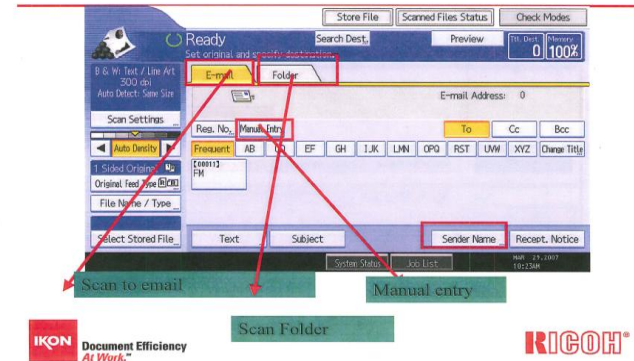 Store File Scanned Files Status Check Modes
Ready Search Dest. Preview Ttl. Dest. 0 Memory 100%
Set original and specify destination.
B & W: Text / Line Art
300 dpi
Auto Detect: Same Size
E-mail Folder
E-mail Address: 0
Scan Settings
Reg. No. Manual Entry To Cc Bcc
Auto Density
Frequent AB CD EF GH IJK LMN OPQ RST UVW XYZ Change Title
1 Sided Original
[00011]
FM
Original Feed Type
File Name / Type
Select Stored File Text Subject Sender Name Recept. Notice
System Status Job List MAR 29,2007
10:23AM
Scan to email
Manual entry
Scan Folder
IKON Document Efficiency
At Work.
RICOH